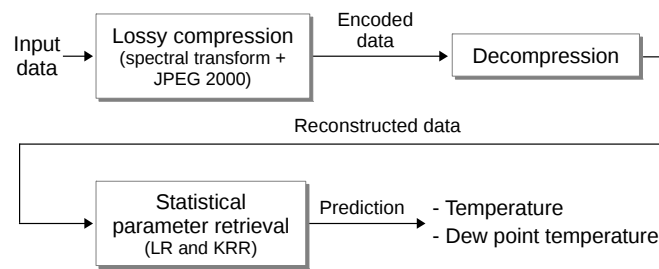 Input
data
Lossy compression
(spectral transform +
JPEG 2000)
Encoded
data
Decompression
Reconstructed data
Statistical
parameter retrieval
(LR and KRR)
Prediction
- Temperature
- Dew point temperature